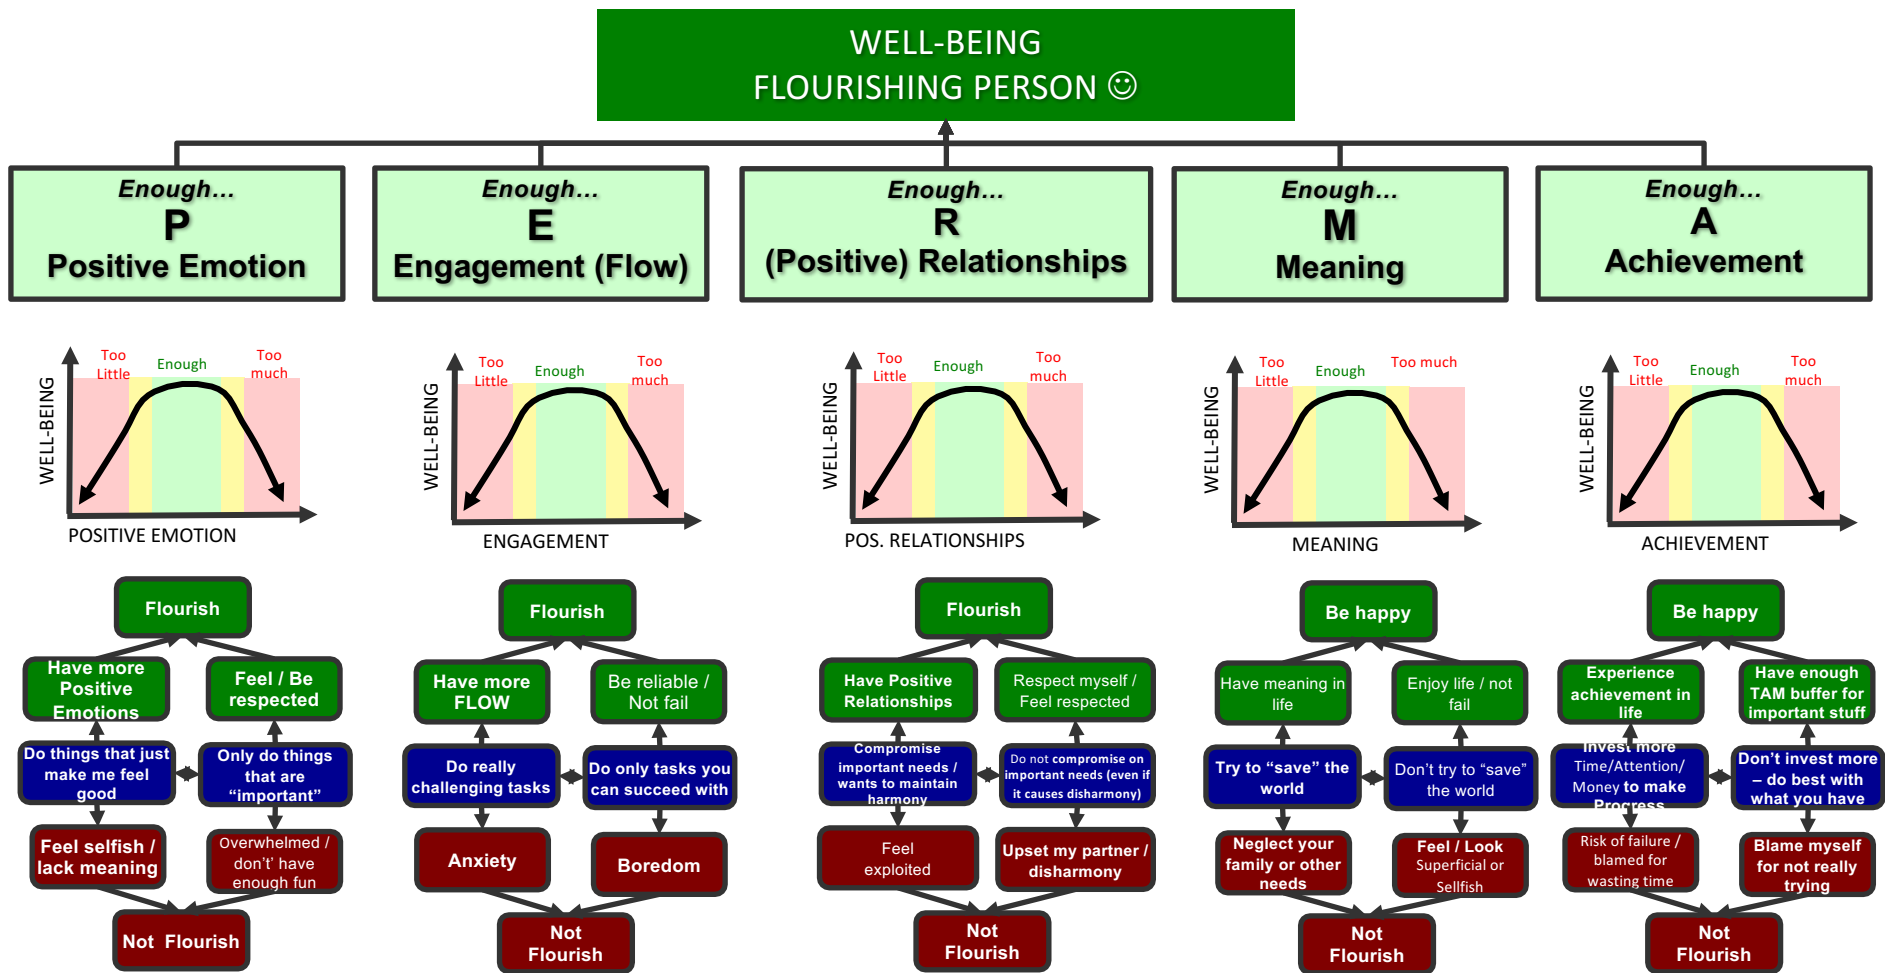 WELL-BEING
FLOURISHING PERSON ☺
Enough...
P
Positive Emotion
Enough...
E
Engagement (Flow)
Enough...
R
(Positive) Relationships
Enough...
M
Meaning
Enough...
A
Achievement
Too
Little
Enough
Too
much
WELL-BEING
POSITIVE EMOTION
Too
Little
Enough
Too
much
WELL-BEING
ENGAGEMENT
Too
Little
Enough
Too
much
WELL-BEING
POS. RELATIONSHIPS
Too
Little
Enough
Too much
WELL-BEING
MEANING
Too
Little
Enough
Too
much
WELL-BEING
ACHIEVEMENT
Flourish
Have more
Positive
Emotions
Feel / Be
respected
Do things that just
make me feel
good
Only do things
that are
“important”
Feel selfish /
lack meaning
Overwhelmed /
don’t’ have
enough fun
Not Flourish
Flourish
Have more
FLOW
Be reliable /
Not fail
Do really
challenging tasks
Do only tasks you
can succeed with
Anxiety
Boredom
Not
Flourish
Flourish
Have Positive
Relationships
Respect myself /
Feel respected
Compromise
important needs /
wants to maintain
harmony
Do not compromise on
important needs (even if
it causes disharmony)
Feel
exploited
Upset my partner /
disharmony
Not
Flourish
Be happy
Have meaning in
life
Enjoy life / not
fail
Try to “save” the
world
Don’t try to “save”
the world
Neglect your
family or other
needs
Feel / Look
Superficial or
Sellfish
Not
Flourish
Be happy
Experience
achievement in
life
Have enough
TAM buffer for
important stuff
Invest more
Time/Attention/
Money to make
Progress
Don’t invest more
– do best with
what you have
Risk of failure /
blamed for
wasting time
Blame myself
for not really
trying
Not
Flourish